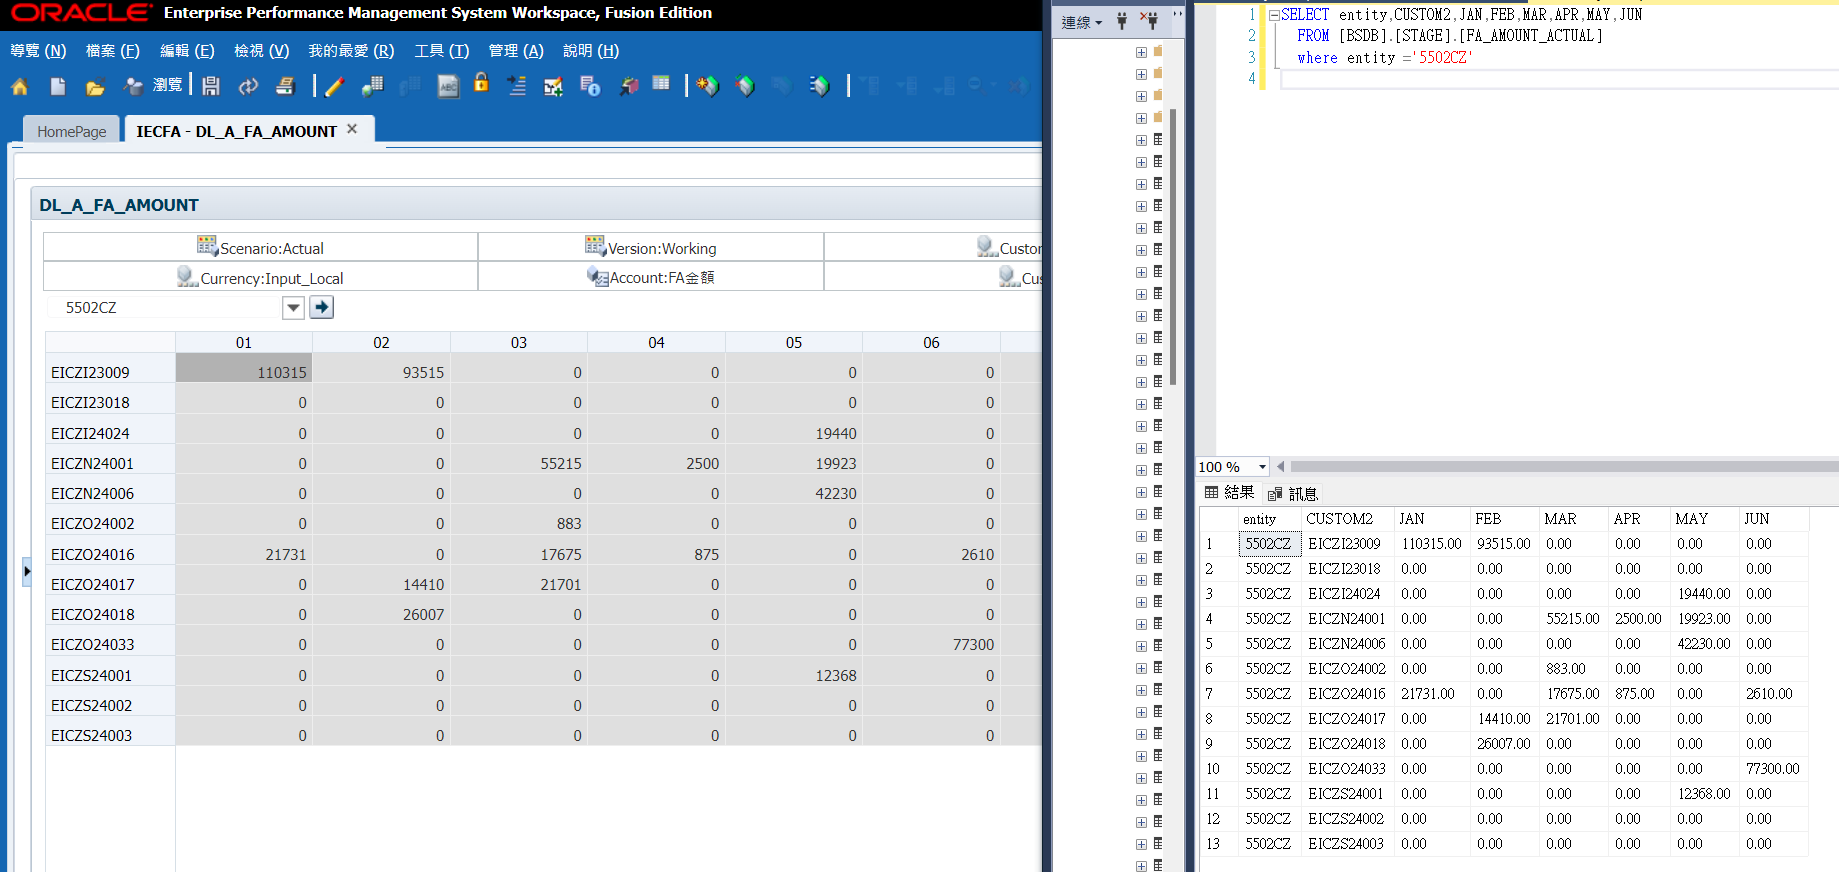 ORACLE Enterprise Performance Management System Workspace, Fusion Edition
導覽 (N) 檔案 (F) 編輯 (E) 檢視 (V) 我的最愛 (R) 工具 (T) 管理 (A) 說明 (H)
瀏覽
ABC
HomePage IECFA - DL_A_FA_AMOUNT
DL_A_FA_AMOUNT
Scenario:Actual Version:Working Custor
Currency:Input_Local Account:FA金額 Cus
5502CZ
01 02 03 04 05 06
EICZI23009 110315 93515 0 0 0 0
EICZI23018 0 0 0 0 0 0
EICZI24024 0 0 0 0 19440 0
EICZN24001 0 0 55215 2500 19923 0
EICZN24006 0 0 0 0 42230 0
EICZO24002 0 0 883 0 0 0
EICZO24016 21731 0 17675 875 0 2610
EICZO24017 0 14410 21701 0 0 0
EICZO24018 0 26007 0 0 0 0
EICZO24033 0 0 0 0 0 77300
EICZS24001 0 0 0 0 12368 0
EICZS24002 0 0 0 0 0 0
EICZS24003 0 0 0 0 0 0
連線
1 SELECT entity,CUSTOM2,JAN,FEB,MAR,APR,MAY,JUN
2 FROM [BSDB].[STAGE].[FA_AMOUNT_ACTUAL]
3 where entity ='5502CZ'
4
100 %
結果 訊息
entity CUSTOM2 JAN FEB MAR APR MAY JUN
1 5502CZ EICZI23009 110315.00 93515.00 0.00 0.00 0.00 0.00
2 5502CZ EICZI23018 0.00 0.00 0.00 0.00 0.00 0.00
3 5502CZ EICZI24024 0.00 0.00 0.00 0.00 19440.00 0.00
4 5502CZ EICZN24001 0.00 0.00 55215.00 2500.00 19923.00 0.00
5 5502CZ EICZN24006 0.00 0.00 0.00 0.00 42230.00 0.00
6 5502CZ EICZO24002 0.00 0.00 883.00 0.00 0.00 0.00
7 5502CZ EICZO24016 21731.00 0.00 17675.00 875.00 0.00 2610.00
8 5502CZ EICZO24017 0.00 14410.00 21701.00 0.00 0.00 0.00
9 5502CZ EICZO24018 0.00 26007.00 0.00 0.00 0.00 0.00
10 5502CZ EICZO24033 0.00 0.00 0.00 0.00 0.00 77300.00
11 5502CZ EICZS24001 0.00 0.00 0.00 0.00 12368.00 0.00
12 5502CZ EICZS24002 0.00 0.00 0.00 0.00 0.00 0.00
13 5502CZ EICZS24003 0.00 0.00 0.00 0.00 0.00 0.00